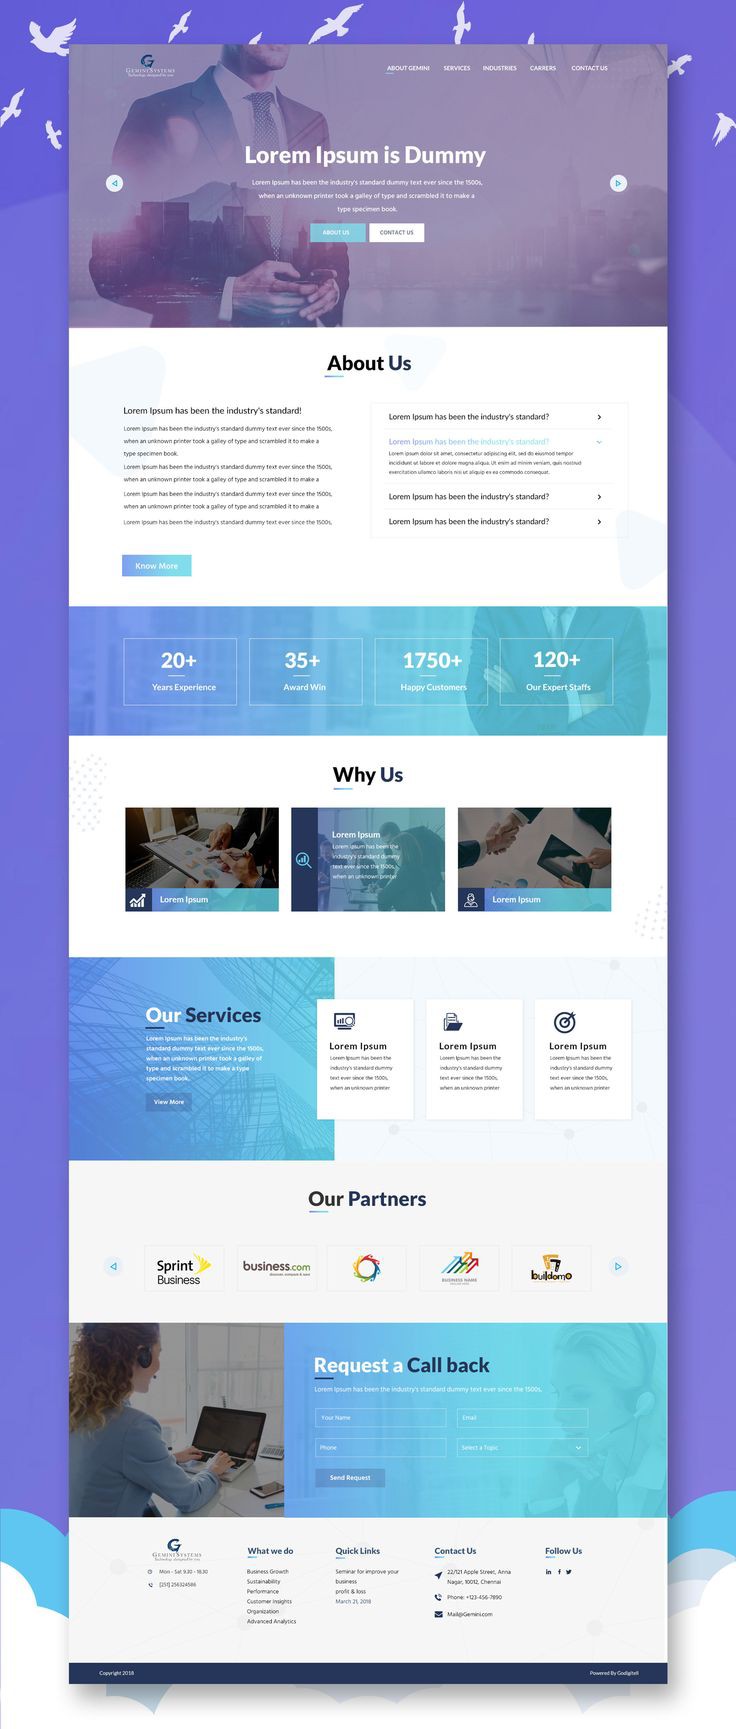 G
GEMINI SYSTEMS
Technology, designed for you
ABOUT GEMINI SERVICES INDUSTRIES CARRERS CONTACT US
Lorem Ipsum is Dummy
Lorem Ipsum has been the industry's standard dummy text ever since the 1500s,
when an unknown printer took a galley of type and scrambled it to make a
type specimen book.
ABOUT US CONTACT US
About Us
Lorem Ipsum has been the industry's standard!
Lorem Ipsum has been the industry's standard dummy text ever since the 1500s,
when an unknown printer took a galley of type and scrambled it to make a
type specimen book.
Lorem Ipsum has been the industry's standard dummy text ever since the 1500s,
when an unknown printer took a galley of type and scrambled it to make a
Lorem Ipsum has been the industry's standard dummy text ever since the 1500s,
when an unknown printer took a galley of type and scrambled it to make a
Lorem Ipsum has been the industry's standard dummy text ever since the 1500s,
Know More
Lorem Ipsum has been the industry's standard?
Lorem Ipsum has been the industry's standard?
Lorem ipsum dolor sit amet, consectetur adipiscing elit, sed do eiusmod tempor
incididunt ut labore et dolore magna aliqua. Ut enim ad minim veniam, quis nostrud
exercitation ullamco laboris nisi ut aliquip ex ea commodo consequat.
Lorem Ipsum has been the industry's standard?
Lorem Ipsum has been the industry's standard?
20+
Years Experience
35+
Award Win
1750+
Happy Customers
120+
Our Expert Staffs
Why Us
Lorem Ipsum
Lorem Ipsum
Lorem Ipsum has been the
industry's standard dummy
text ever since the 1500s,
when an unknown printer
Lorem Ipsum
Our Services
Lorem Ipsum has been the industry's
standard dummy text ever since the 1500s,
when an unknown printer took a galley of
type and scrambled it to make a type
specimen book.
View More
Lorem Ipsum
Lorem Ipsum has been the
industry's standard dummy
text ever since the 1500s,
when an unknown printer
Lorem Ipsum
Lorem Ipsum has been the
industry's standard dummy
text ever since the 1500s,
when an unknown printer
Lorem Ipsum
Lorem Ipsum has been the
industry's standard dummy
text ever since the 1500s,
when an unknown printer
Our Partners
Sprint
Business
business.com
BUSINESS NAME
buildomo
Request a Call back
Lorem Ipsum has been the industry's standard dummy text ever since the 1500s,
Your Name Email
Phone Select a Topic
Send Request
G
GEMINI SYSTEMS
Technology, designed for you
Mon - Sat 9.30 - 18.30
[251] 256324586
What we do
Business Growth
Sustainability
Performance
Customer Insights
Organization
Advanced Analytics
Quick Links
Seminar for improve your
business
profit & loss
March 21, 2018
Contact Us
22/121 Apple Street, Anna
Nagar, 10012, Chennai
Phone: +123-456-7890
Mail@Gemini.com
Follow Us
in f
Copyright 2018
Powered By Godigitell